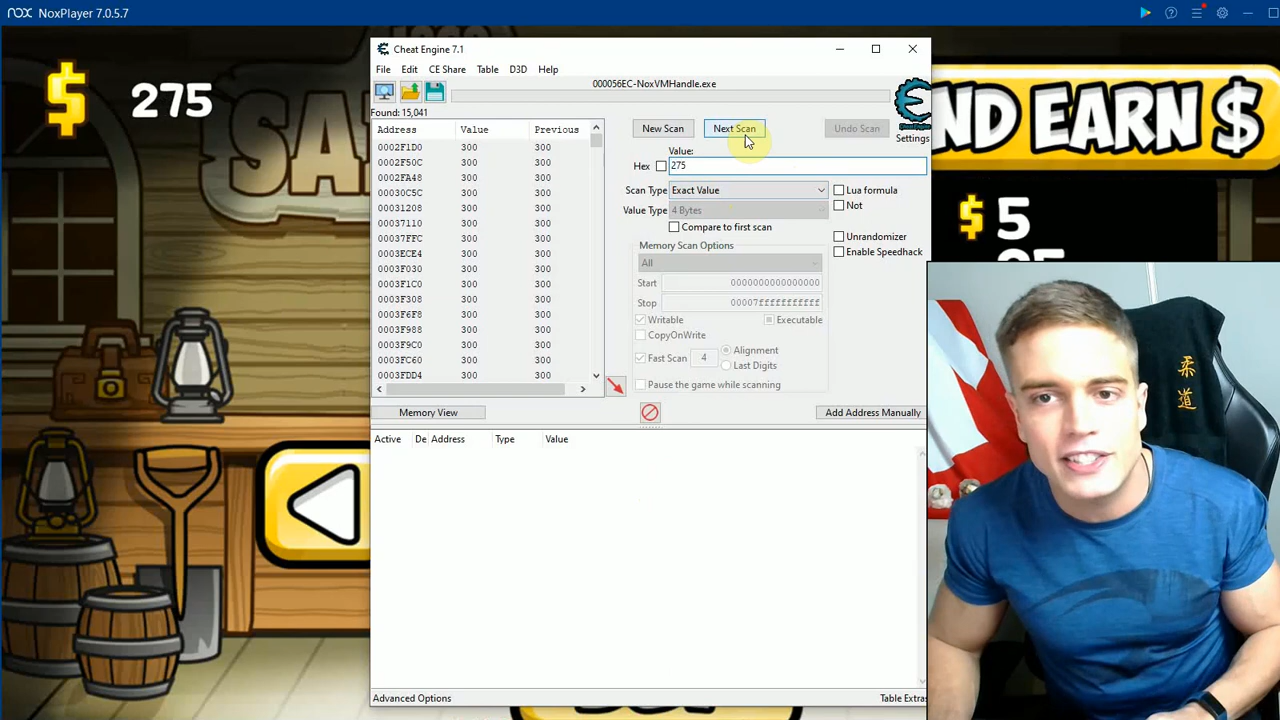 nox NoxPlayer 7.0.5.7
$ 275
ND EARN $
$ 5
Cheat Engine 7.1
File Edit CE Share Table D3D Help
000056EC-NoxVMHandle.exe
Found: 15,041
Address Value Previous
0002F1D0 300 300
0002F50C 300 300
0002FA48 300 300
00030C5C 300 300
00031208 300 300
00037110 300 300
00037FFC 300 300
0003ECE4 300 300
0003F030 300 300
0003F1C0 300 300
0003F308 300 300
0003F6F8 300 300
0003F988 300 300
0003F9C0 300 300
0003FC60 300 300
0003FDD4 300 300
New Scan Next Scan Undo Scan
Cheat Engine
Settings
Value:
Hex 275
Scan Type Exact Value Lua formula
Not
Value Type 4 Bytes
Compare to first scan
Unrandomizer
Enable Speedhack
Memory Scan Options
All
Start 0000000000000000
Stop 00007fffffffffff
Writable Executable
CopyOnWrite
Fast Scan 4 Alignment
Last Digits
Pause the game while scanning
Memory View Add Address Manually
Active De Address Type Value
Advanced Options Table Extras
柔
道